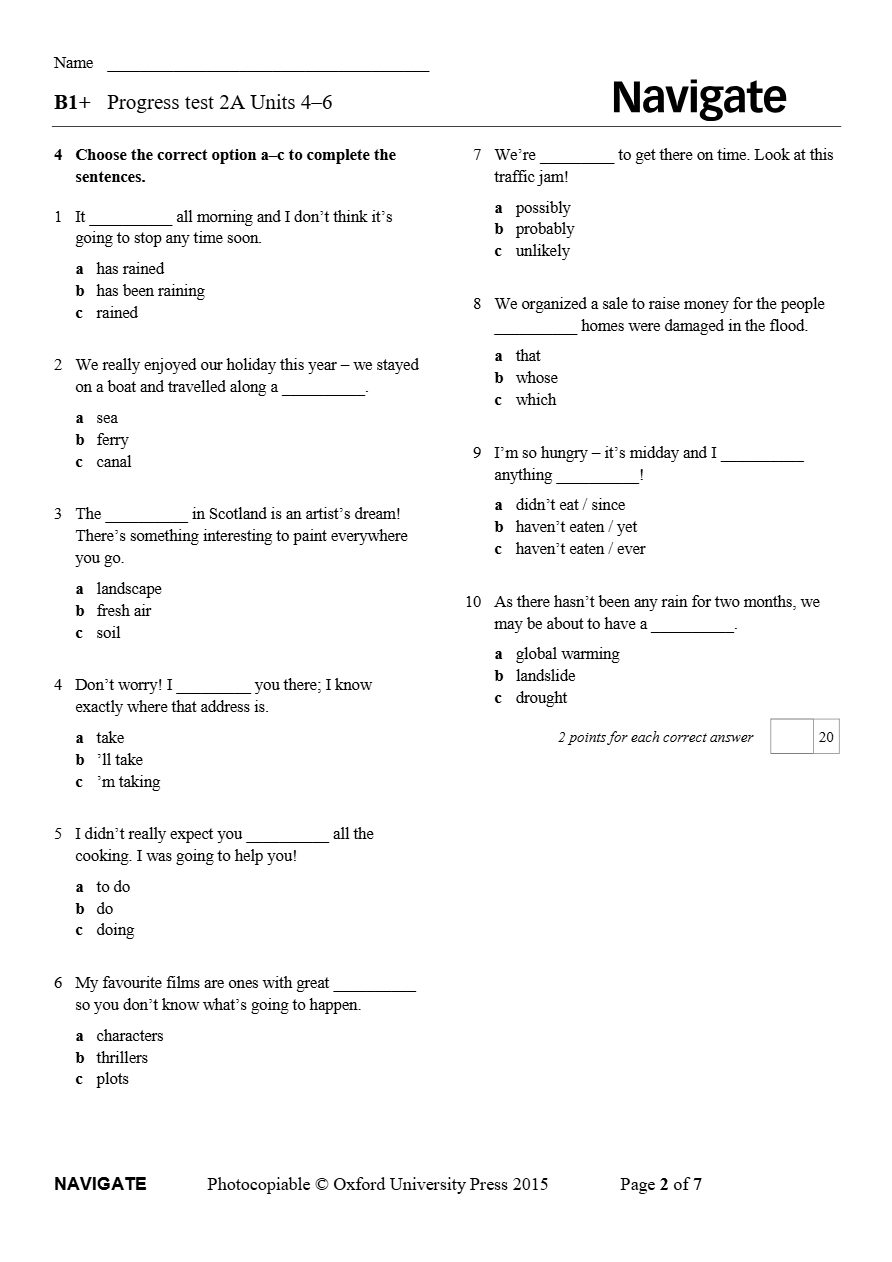 Name ______________________________________
B1+ Progress test 2A Units 4–6
Navigate
4 Choose the correct option a–c to complete the
sentences.
1 It __________ all morning and I don’t think it’s
going to stop any time soon.
a has rained
b has been raining
c rained
2 We really enjoyed our holiday this year – we stayed
on a boat and travelled along a __________.
a sea
b ferry
c canal
3 The __________ in Scotland is an artist’s dream!
There’s something interesting to paint everywhere
you go.
a landscape
b fresh air
c soil
4 Don’t worry! I _________ you there; I know
exactly where that address is.
a take
b ’ll take
c ’m taking
5 I didn’t really expect you __________ all the
cooking. I was going to help you!
a to do
b do
c doing
6 My favourite films are ones with great __________
so you don’t know what’s going to happen.
a characters
b thrillers
c plots
7 We’re _________ to get there on time. Look at this
traffic jam!
a possibly
b probably
c unlikely
8 We organized a sale to raise money for the people
__________ homes were damaged in the flood.
a that
b whose
c which
9 I’m so hungry – it’s midday and I __________
anything __________!
a didn’t eat / since
b haven’t eaten / yet
c haven’t eaten / ever
10 As there hasn’t been any rain for two months, we
may be about to have a __________.
a global warming
b landslide
c drought
2 points for each correct answer 20
NAVIGATE Photocopiable © Oxford University Press 2015 Page 2 of 7